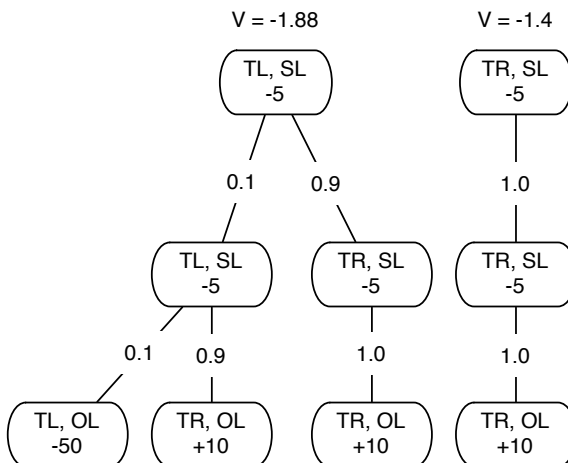 V = -1.88
V = -1.4
TL, SL
-5
TR, SL
-5
0.1
0.9
1.0
TL, SL
-5
TR, SL
-5
TR, SL
-5
0.1
0.9
1.0
1.0
TL, OL
-50
TR, OL
+10
TR, OL
+10
TR, OL
+10